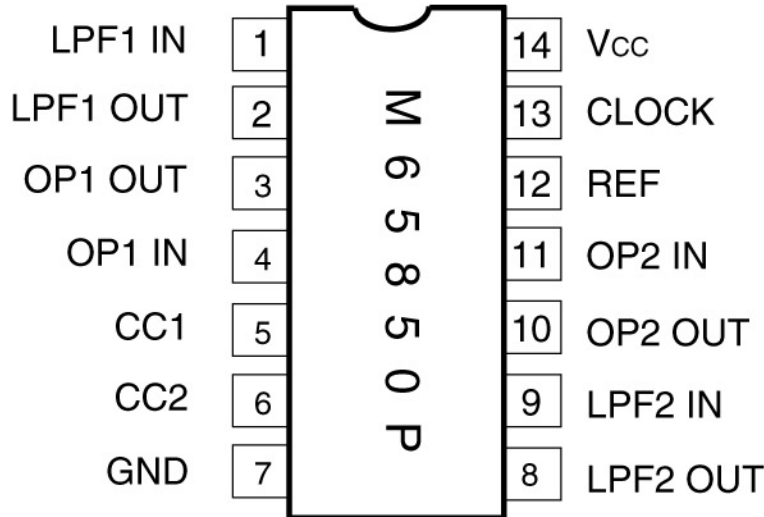 LPF1 IN 1 14 Vcc
LPF1 OUT 2 13 CLOCK
OP1 OUT 3 12 REF
OP1 IN 4 11 OP2 IN
CC1 5 10 OP2 OUT
CC2 6 9 LPF2 IN
GND 7 8 LPF2 OUT
M65850P